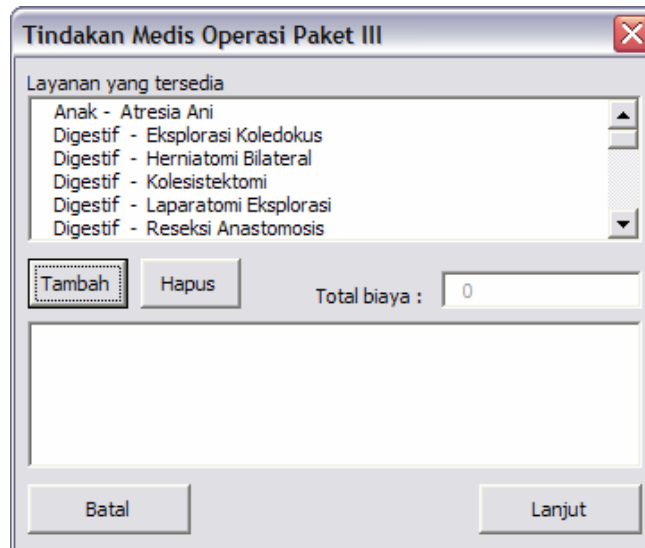 Tindakan Medis Operasi Paket III
Layanan yang tersedia
Anak - Atresia Ani
Digestif - Eksplorasi Koledokus
Digestif - Herniatomi Bilateral
Digestif - Kolesistektomi
Digestif - Laparatomi Eksplorasi
Digestif - Reseksi Anastomosis
Tambah Hapus Total biaya : 0
Batal Lanjut